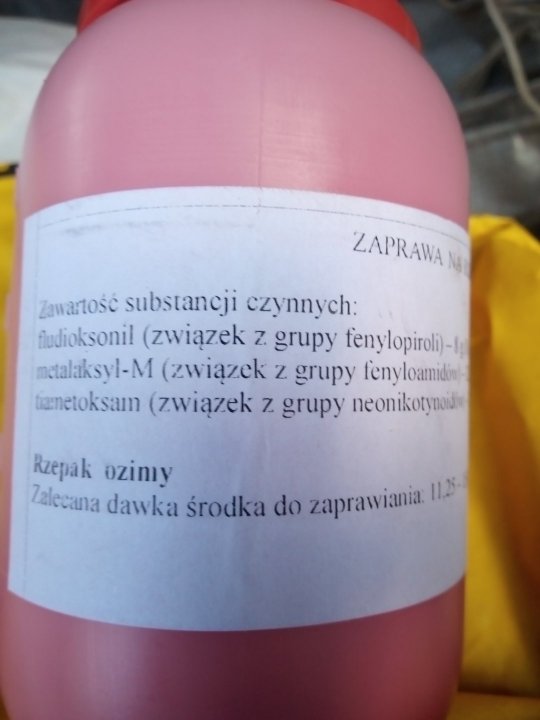 ZAPRAWA NA
Zawartość substancji czynnych:
fludioksonil (związek z grupy fenylopiroli) – 8
metalaksyl-M (związek z grupy fenyloamidów)
tiametoksam (związek z grupy neonikotynoidów)
Rzepak ozimy
Zalecana dawka środka do zaprawiania: 11,25 -